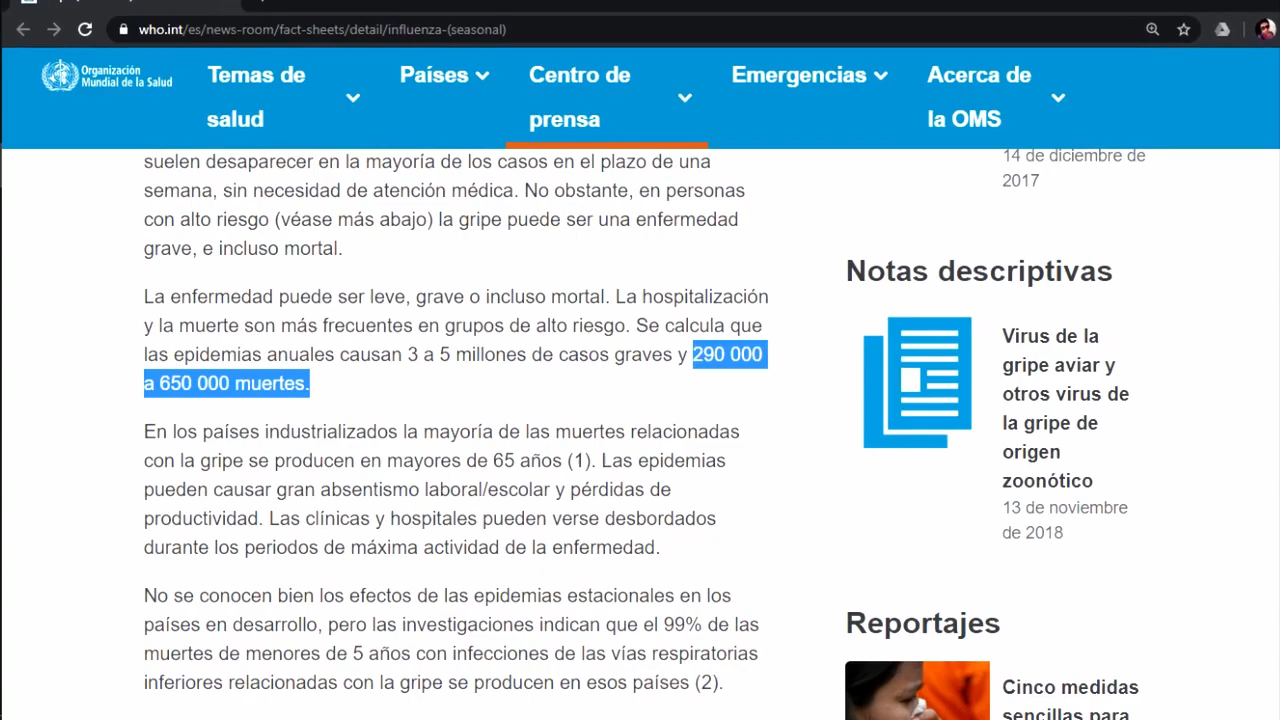 who.int/es/news-room/fact-sheets/detail/influenza-(seasonal)
Organización
Mundial de la Salud
Temas de
salud
Países
Centro de
prensa
Emergencias
Acerca de
la OMS
suelen desaparecer en la mayoría de los casos en el plazo de una
semana, sin necesidad de atención médica. No obstante, en personas
con alto riesgo (véase más abajo) la gripe puede ser una enfermedad
grave, e incluso mortal.
La enfermedad puede ser leve, grave o incluso mortal. La hospitalización
y la muerte son más frecuentes en grupos de alto riesgo. Se calcula que
las epidemias anuales causan 3 a 5 millones de casos graves y 290 000
a 650 000 muertes.
En los países industrializados la mayoría de las muertes relacionadas
con la gripe se producen en mayores de 65 años (1). Las epidemias
pueden causar gran absentismo laboral/escolar y pérdidas de
productividad. Las clínicas y hospitales pueden verse desbordados
durante los periodos de máxima actividad de la enfermedad.
No se conocen bien los efectos de las epidemias estacionales en los
países en desarrollo, pero las investigaciones indican que el 99% de las
muertes de menores de 5 años con infecciones de las vías respiratorias
inferiores relacionadas con la gripe se producen en esos países (2).
14 de diciembre de
2017
Notas descriptivas
Virus de la
gripe aviar y
otros virus de
la gripe de
origen
zoonótico
13 de noviembre
de 2018
Reportajes
Cinco medidas
sencillas para